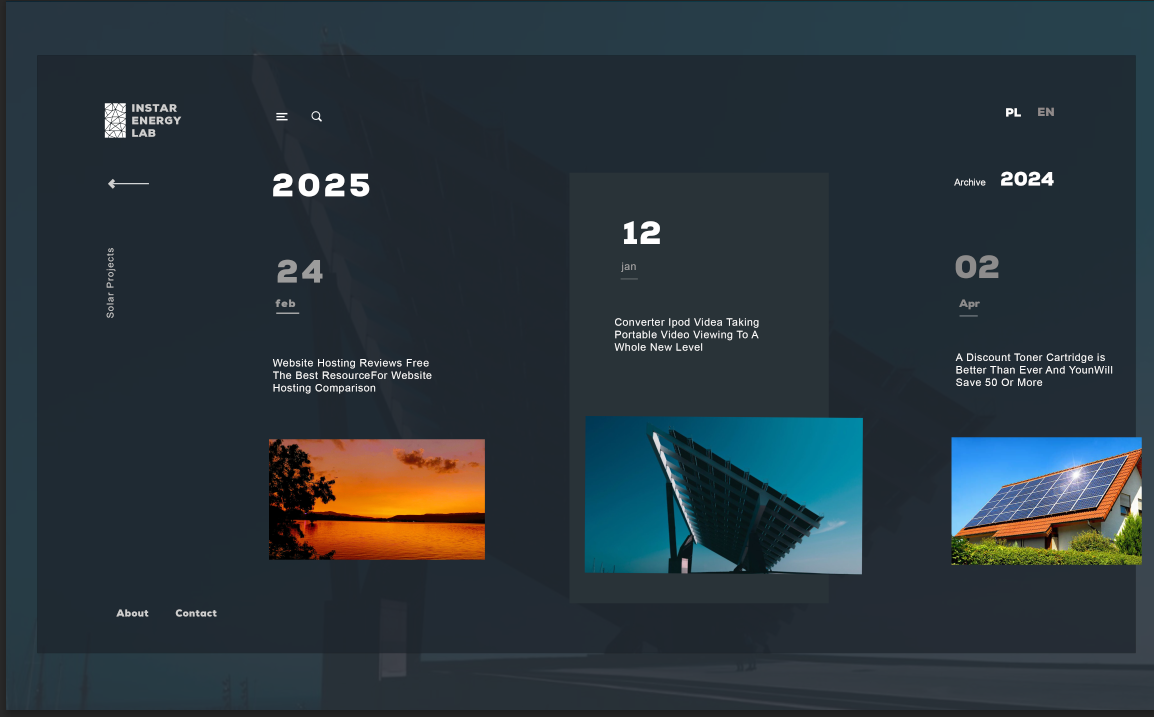 INSTAR
ENERGY
LAB
PL EN
2025
Archive 2024
Solar Projects
24
feb
Website Hosting Reviews Free
The Best ResourceFor Website
Hosting Comparison
12
jan
Converter Ipod Videa Taking
Portable Video Viewing To A
Whole New Level
02
Apr
A Discount Toner Cartridge is
Better Than Ever And YounWill
Save 50 Or More
About Contact